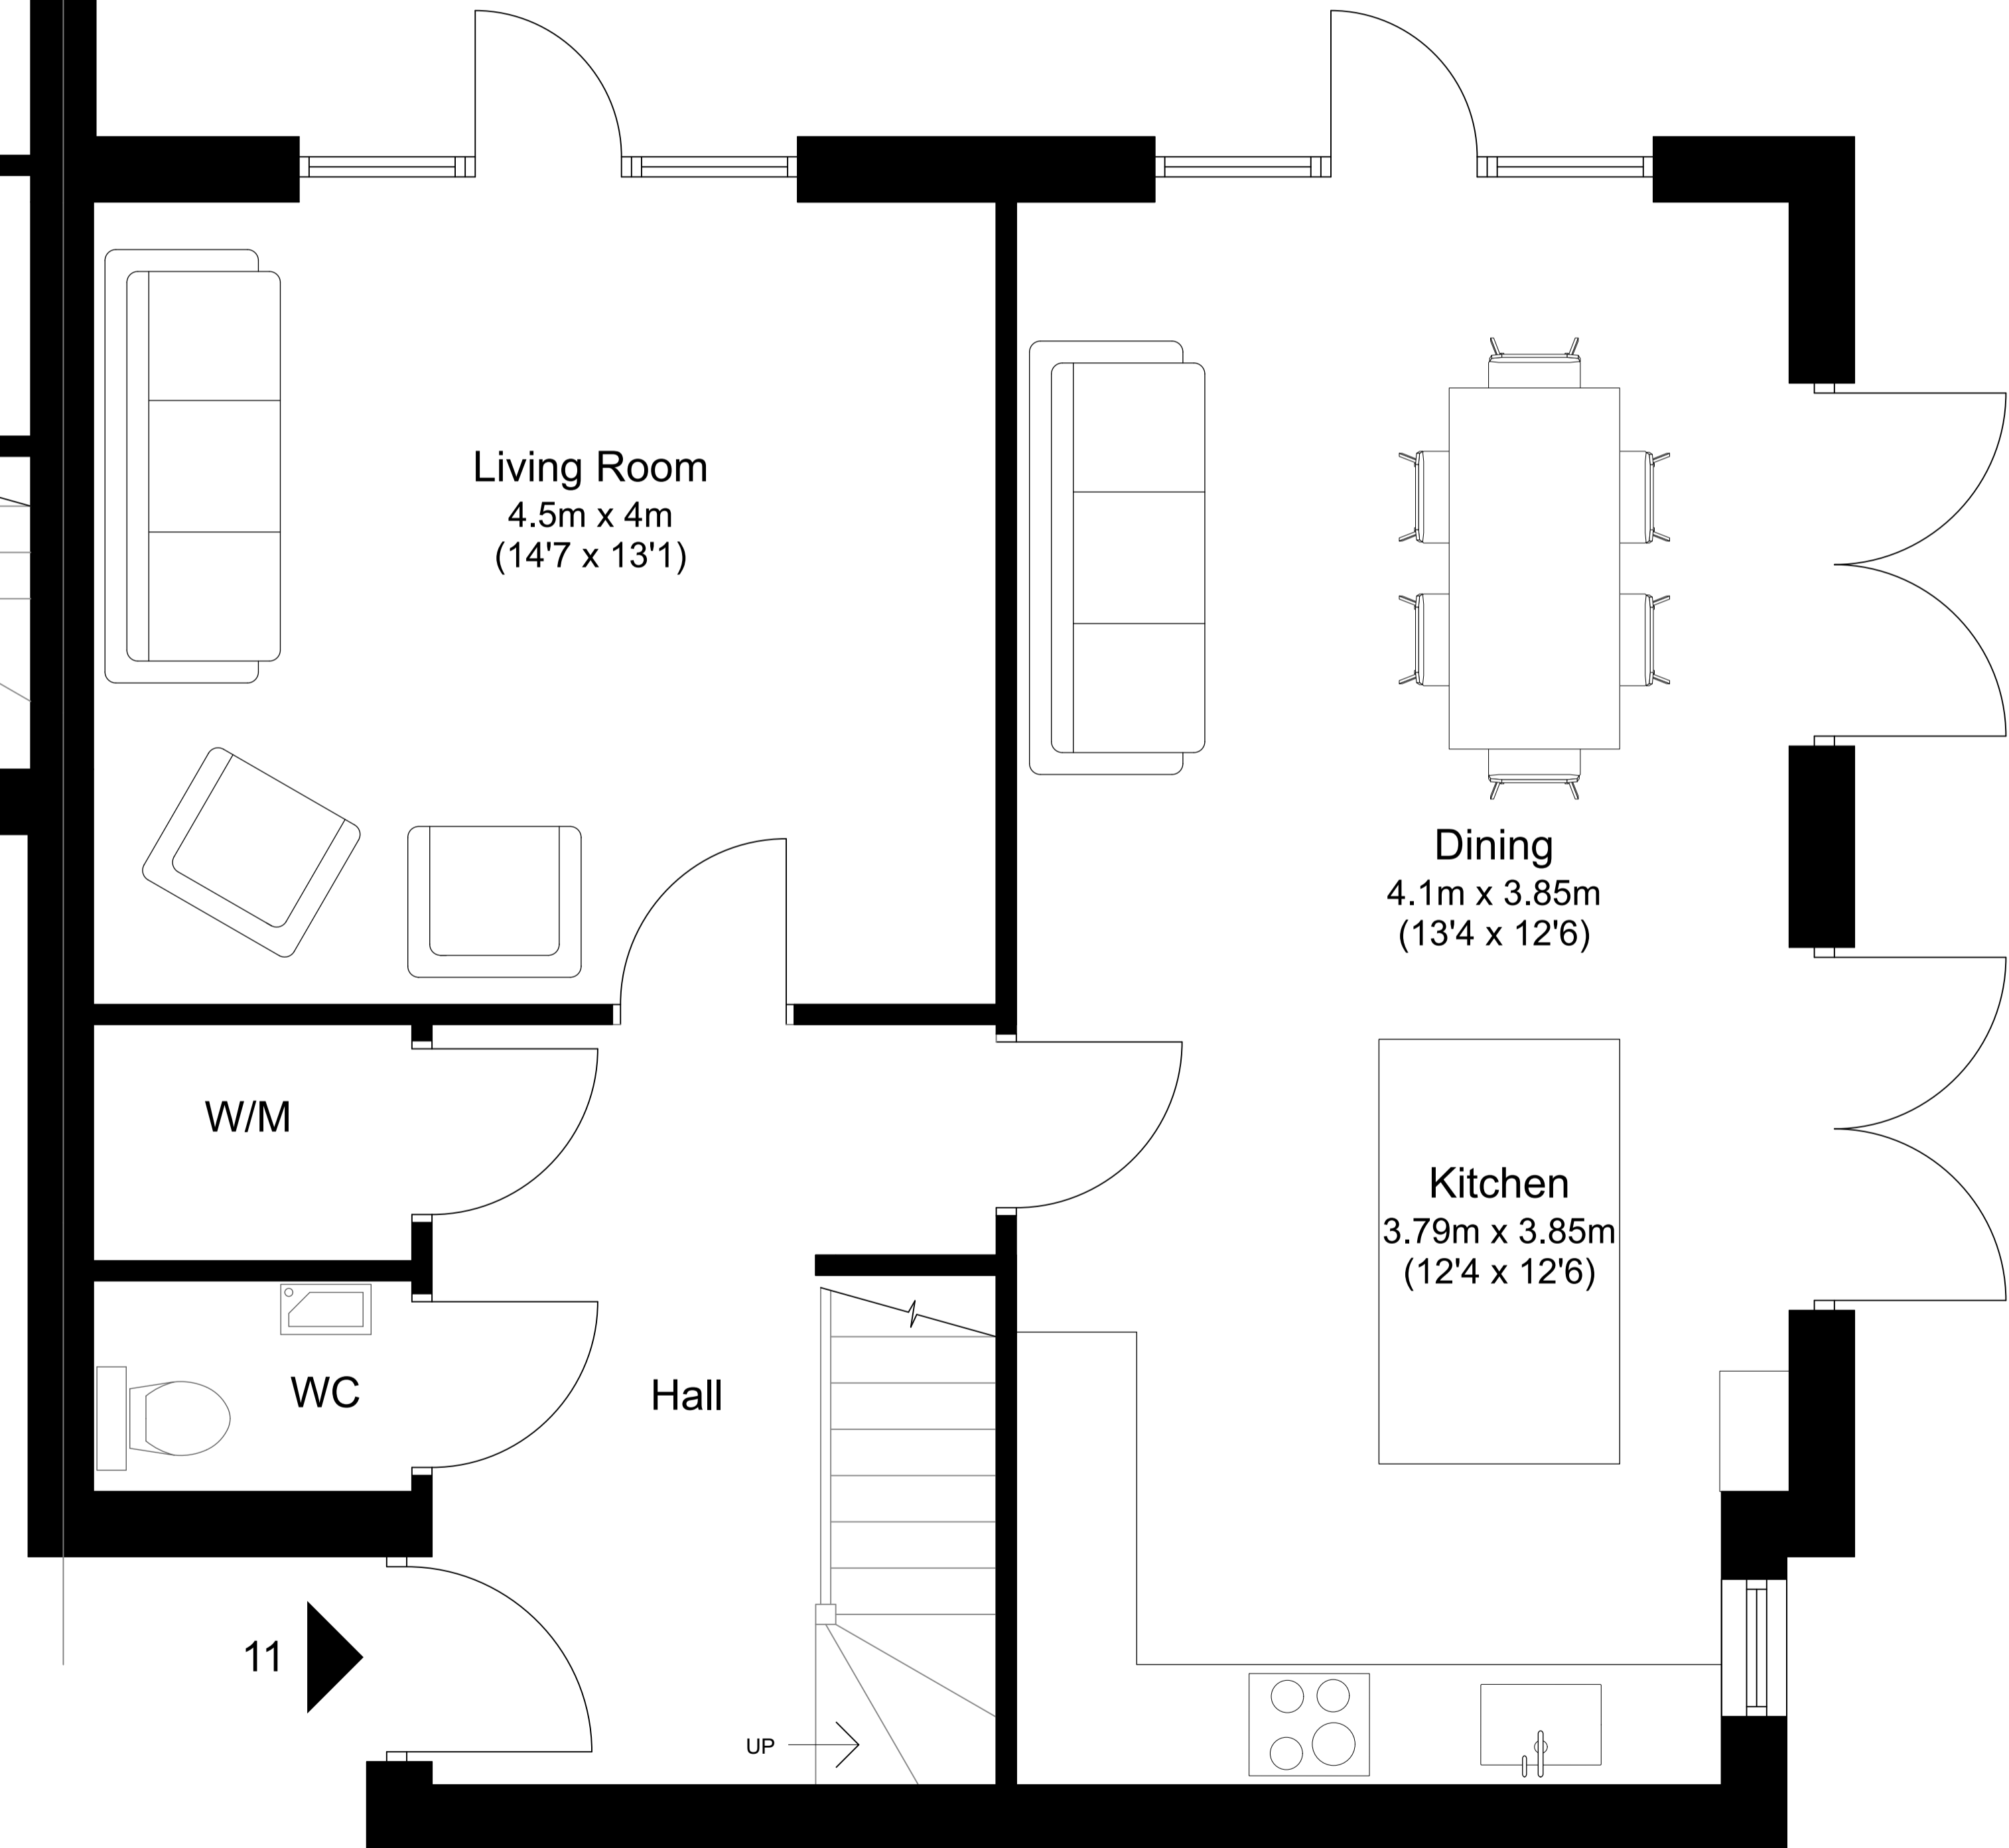 Living Room
4.5m x 4m
(14'7 x 13'1)
Dining
4.1m x 3.85m
(13'4 x 12'6)
W/M
Kitchen
3.79m x 3.85m
(12'4 x 12'6)
WC
Hall
11
UP